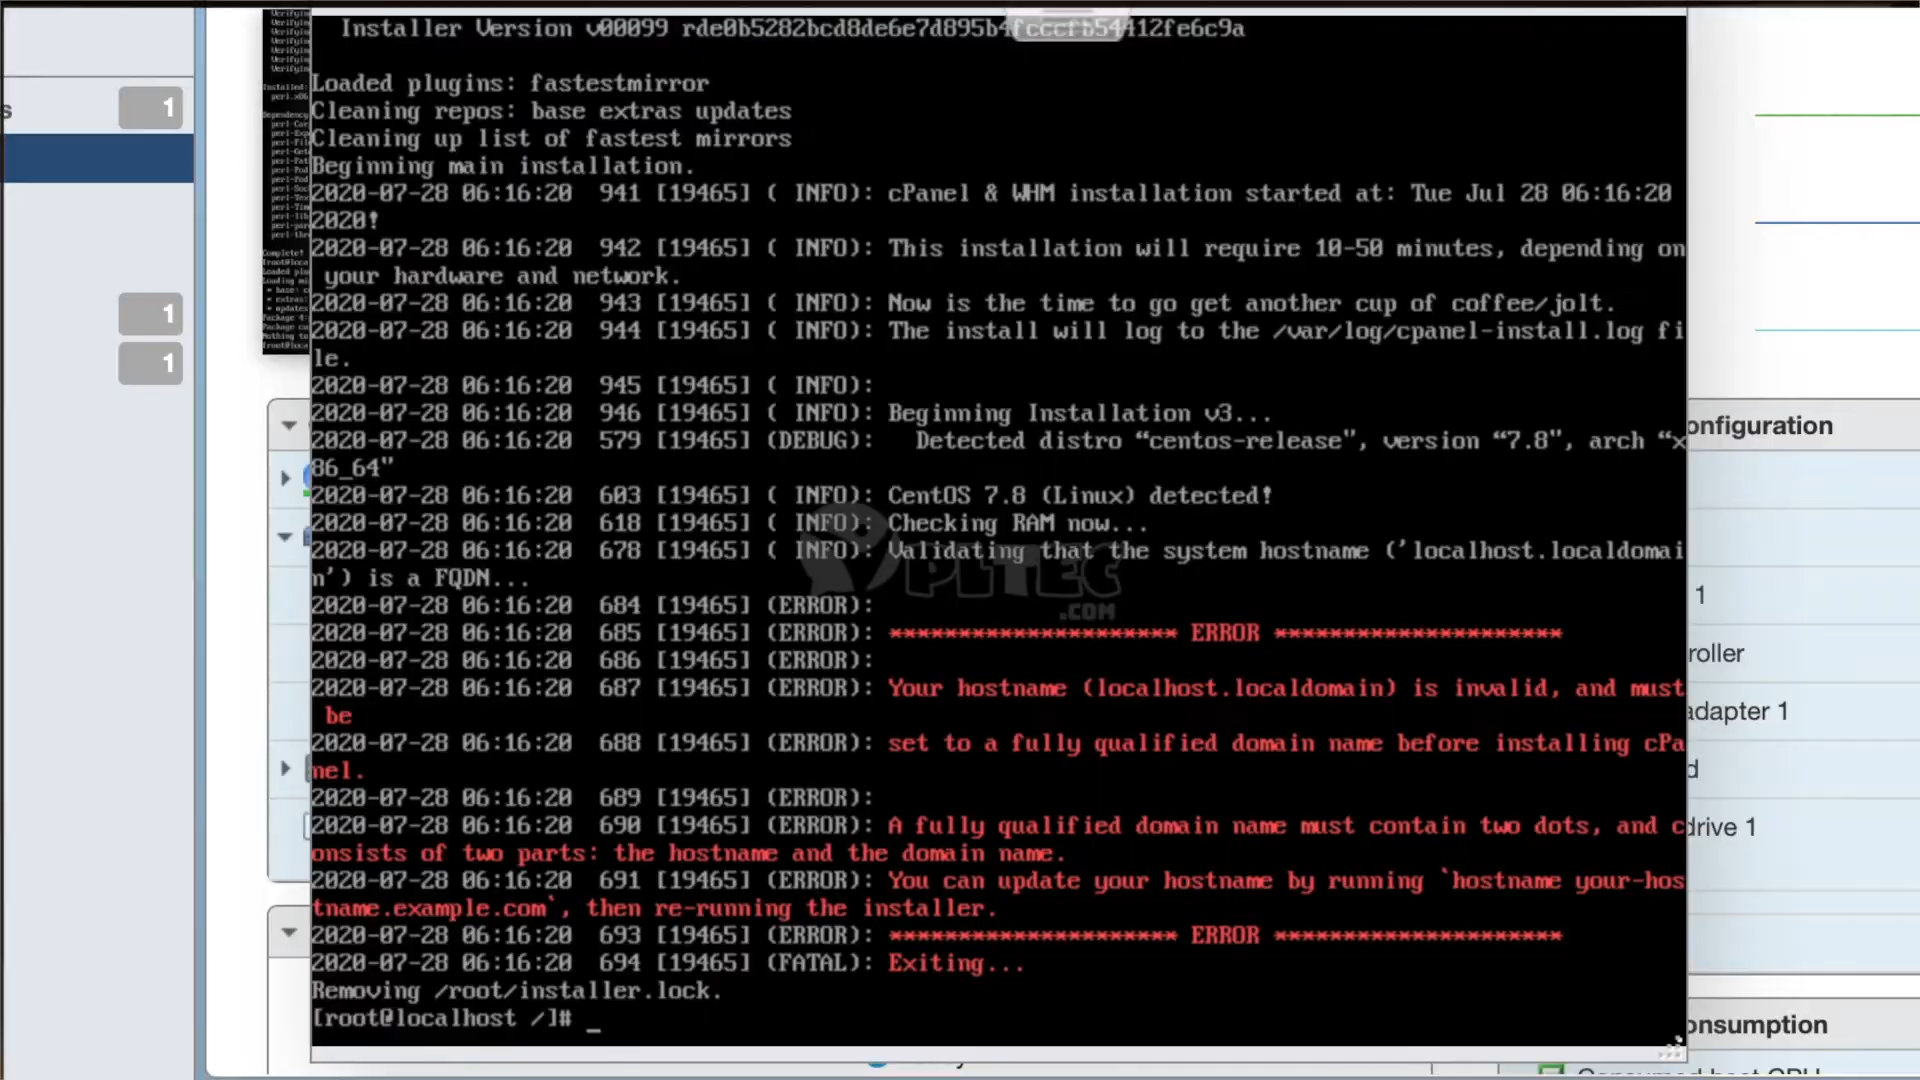 Installer Version v00099 rde0b5282bcd8de6e7d895b4fcccfb54412fe6c9a
Loaded plugins: fastestmirror
Cleaning repos: base extras updates
Cleaning up list of fastest mirrors
Beginning main installation.
2020-07-28 06:16:20  941 [19465] ( INFO): cPanel & WHM installation started at: Tue Jul 28 06:16:20
2020!
2020-07-28 06:16:20  942 [19465] ( INFO): This installation will require 10-50 minutes, depending on
your hardware and network.
2020-07-28 06:16:20  943 [19465] ( INFO): Now is the time to go get another cup of coffee/jolt.
2020-07-28 06:16:20  944 [19465] ( INFO): The install will log to the /var/log/cpanel-install.log fi
le.
2020-07-28 06:16:20  945 [19465] ( INFO):
2020-07-28 06:16:20  946 [19465] ( INFO): Beginning Installation v3...
2020-07-28 06:16:20  579 [19465] (DEBUG):   Detected distro “centos-release”, version “7.8”, arch “x
86_64”
2020-07-28 06:16:20  603 [19465] ( INFO): CentOS 7.8 (Linux) detected!
2020-07-28 06:16:20  618 [19465] ( INFO): Checking RAM now...
2020-07-28 06:16:20  678 [19465] ( INFO): Validating that the system hostname ('localhost.localdomai
n') is a FQDN...
2020-07-28 06:16:20  684 [19465] (ERROR):
2020-07-28 06:16:20  685 [19465] (ERROR): ********************* ERROR *********************
2020-07-28 06:16:20  686 [19465] (ERROR):
2020-07-28 06:16:20  687 [19465] (ERROR): Your hostname (localhost.localdomain) is invalid, and must
be
2020-07-28 06:16:20  688 [19465] (ERROR): set to a fully qualified domain name before installing cPa
nel.
2020-07-28 06:16:20  689 [19465] (ERROR):
2020-07-28 06:16:20  690 [19465] (ERROR): A fully qualified domain name must contain two dots, and c
onsists of two parts: the hostname and the domain name.
2020-07-28 06:16:20  691 [19465] (ERROR): You can update your hostname by running `hostname your-hos
tname.example.com`, then re-running the installer.
2020-07-28 06:16:20  693 [19465] (ERROR): ********************* ERROR *********************
2020-07-28 06:16:20  694 [19465] (FATAL): Exiting...
Removing /root/installer.lock.
[root@localhost /]# _
s
1
1
1
onfiguration
1
roller
adapter 1
d
drive 1
onsumption
PLTEC
.COM